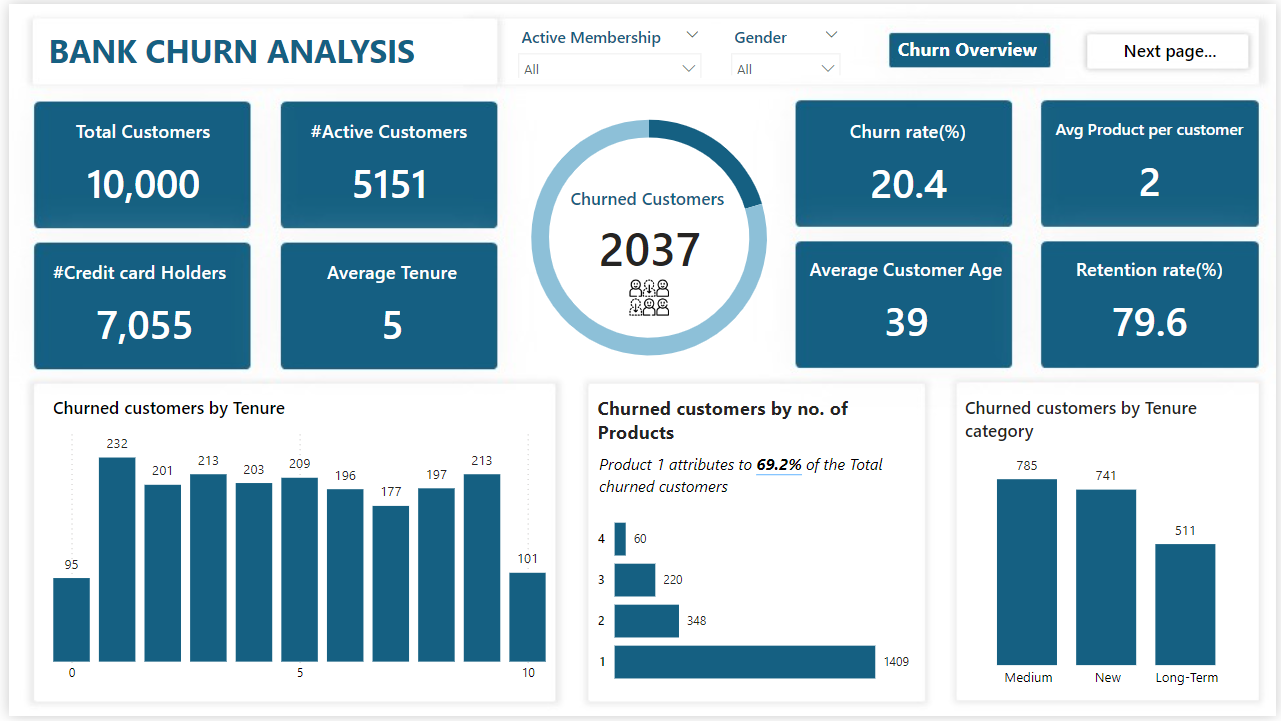 BANK CHURN ANALYSIS
Active Membership
All
Gender
All
Churn Overview
Next page...
Total Customers
10,000
#Active Customers
5151
#Credit card Holders
7,055
Average Tenure
5
Churned Customers
2037
Churn rate(%)
20.4
Avg Product per customer
2
Average Customer Age
39
Retention rate(%)
79.6
Churned customers by Tenure
95
232
201
213
203
209
196
177
197
213
101
0
5
10
Churned customers by no. of
Products
Product 1 attributes to 69.2% of the Total
churned customers
4 60
3 220
2 348
1 1409
Churned customers by Tenure
category
785
741
511
Medium
New
Long-Term